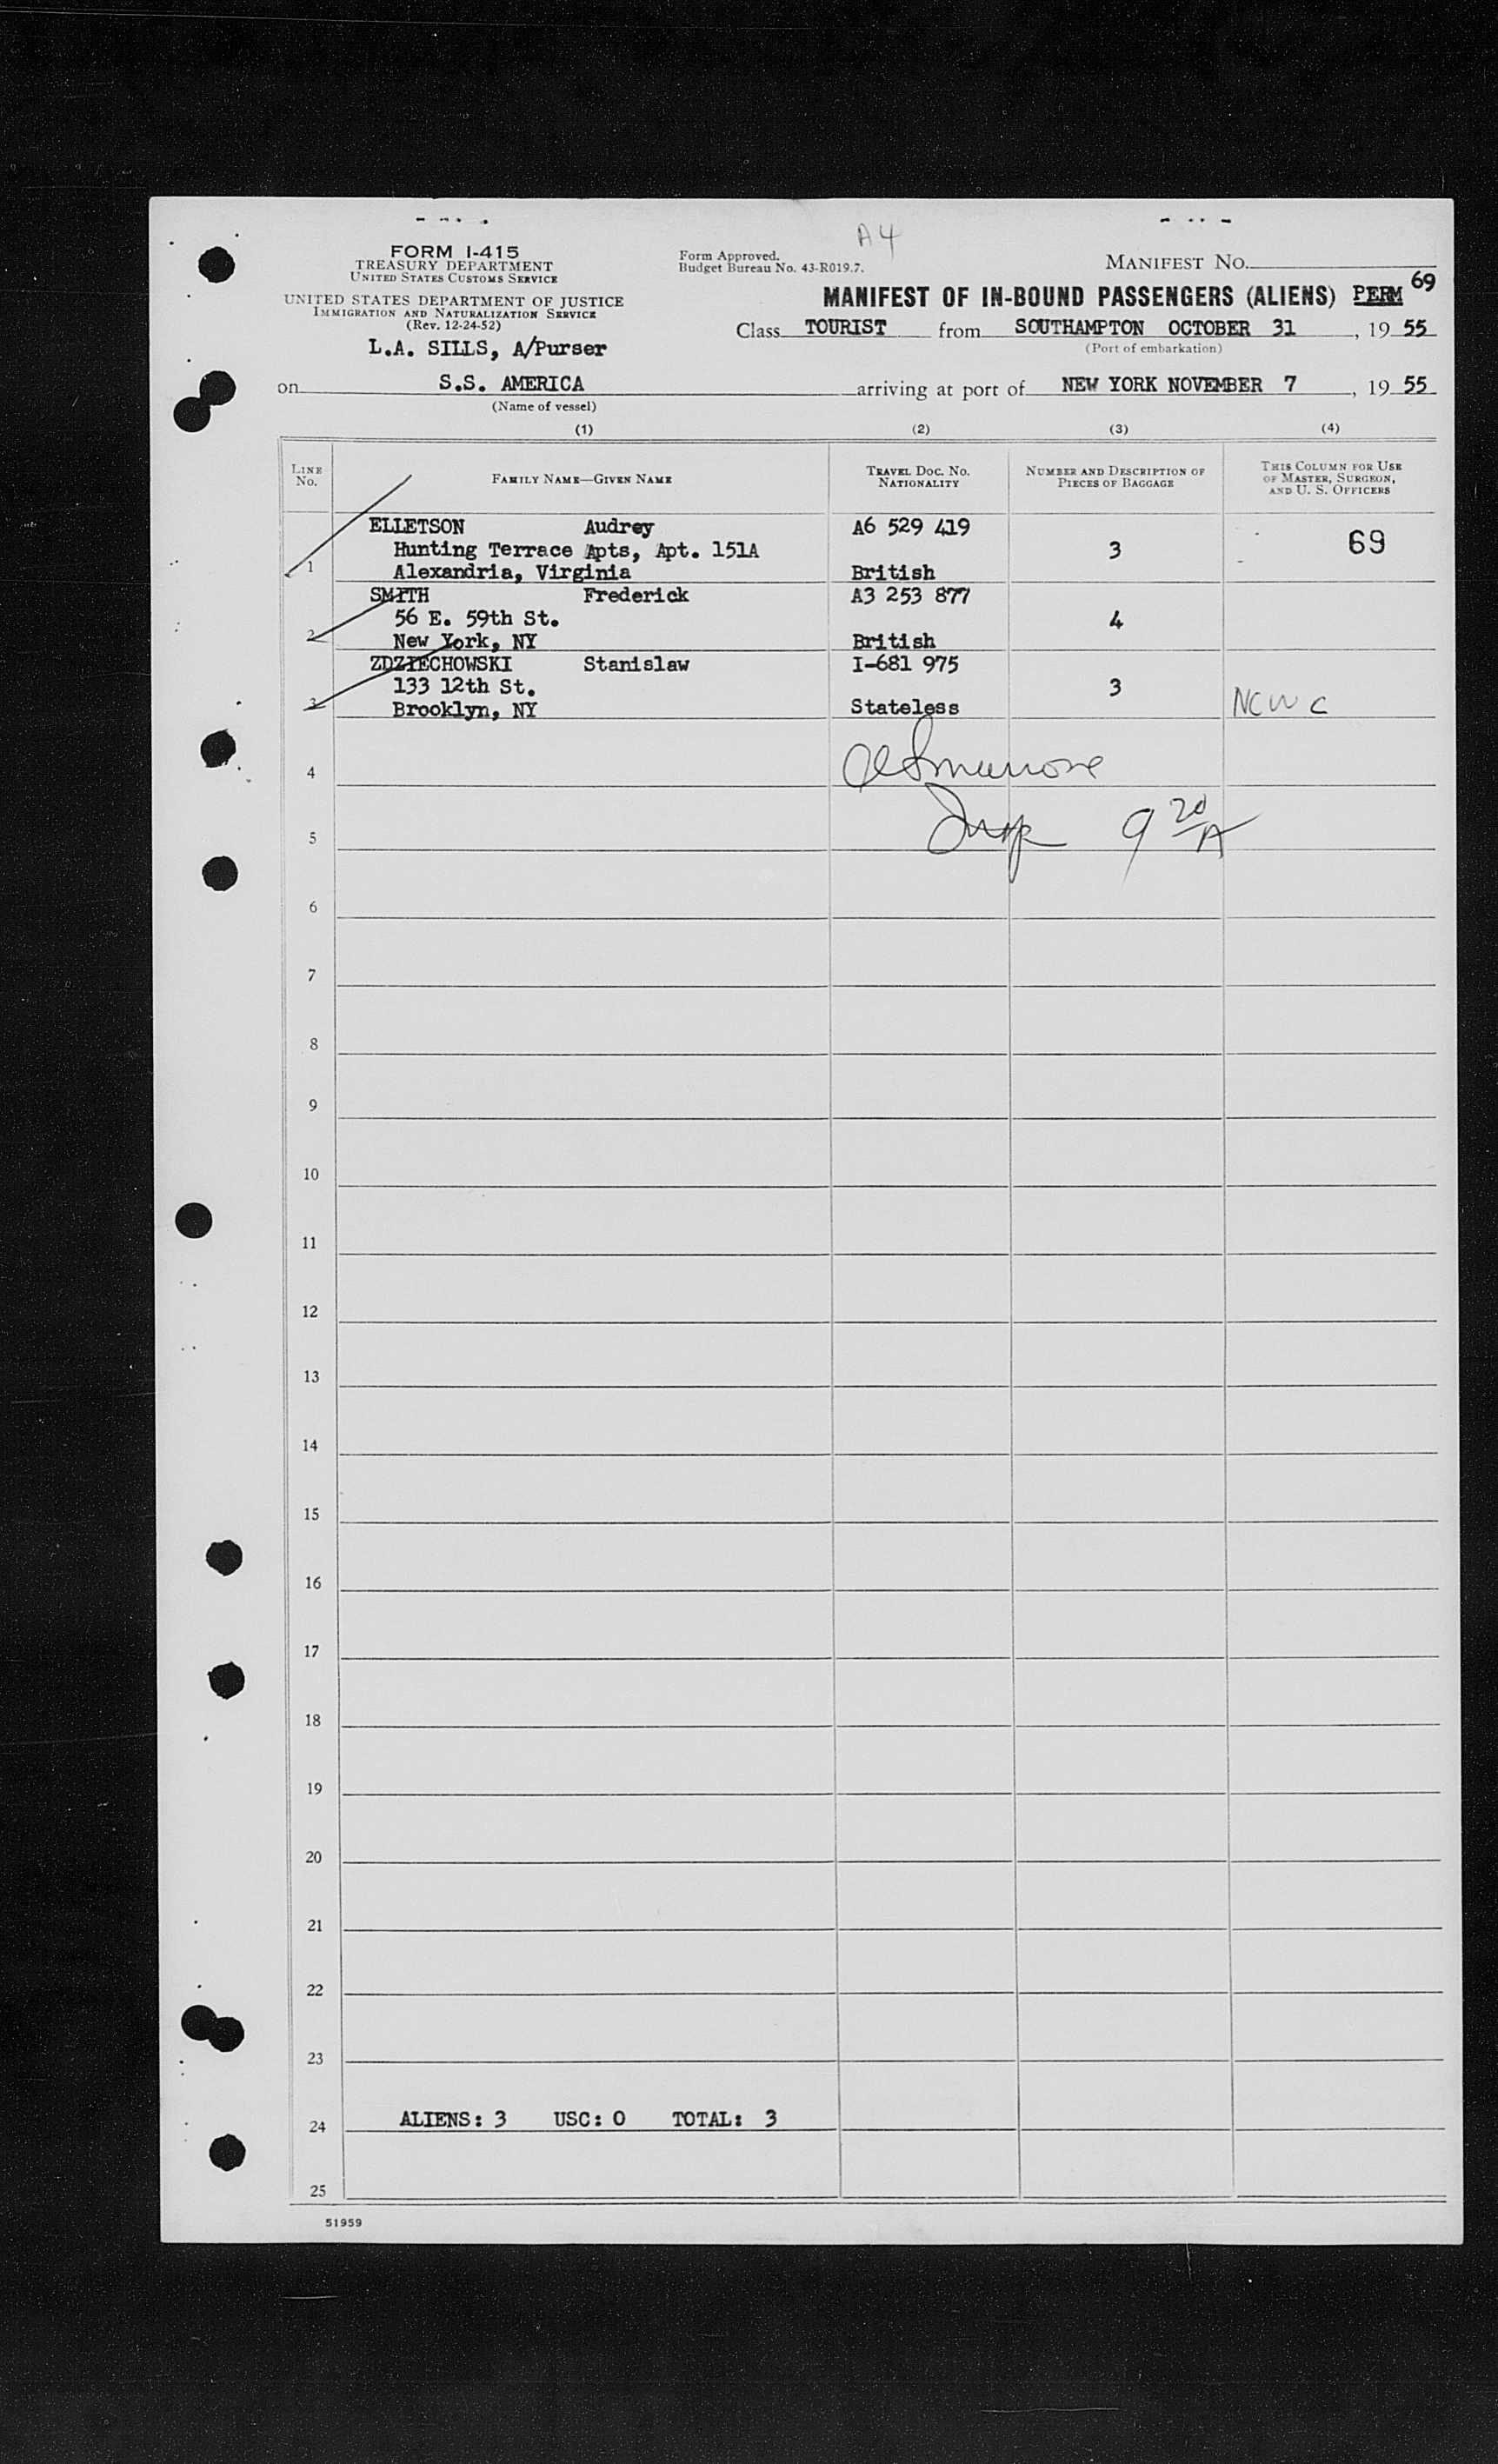 A4
FORM I-415
TREASURY DEPARTMENT
UNITED STATES CUSTOMS SERVICE
Form Approved.
Budget Bureau No. 43-R019.7.
MANIFEST NO.
UNITED STATES DEPARTMENT OF JUSTICE
IMMIGRATION AND NATURALIZATION SERVICE
(Rev. 12-24-52)
MANIFEST OF IN-BOUND PASSENGERS (ALIENS) PERM 69
L.A. SILLS, A/Purser
Class TOURIST from SOUTHAMPTON OCTOBER 31, 19 55
(Port of embarkation)
on S.S. AMERICA arriving at port of NEW YORK NOVEMBER 7, 19 55
(Name of vessel)
(1) (2) (3) (4)
LINE NO. FAMILY NAME—GIVEN NAME TRAVEL DOC. NO. NATIONALITY NUMBER AND DESCRIPTION OF PIECES OF BAGGAGE THIS COLUMN FOR USE OF MASTER, SURGEON, AND U. S. OFFICERS
ELLETSON Audrey A6 529 419
Hunting Terrace Apts, Apt. 151A 3 69
1 Alexandria, Virginia British
SMITH Frederick A3 253 877
56 E. 59th St. 4
2 New York, NY British
ZDZIECHOWSKI Stanislaw I-681 975
133 12th St. 3
3 Brooklyn, NY Stateless NCWC
4
5 9 20/A
6
7
8
9
10
11
12
13
14
15
16
17
18
19
20
21
22
23
24 ALIENS: 3 USC: 0 TOTAL: 3
25
51959